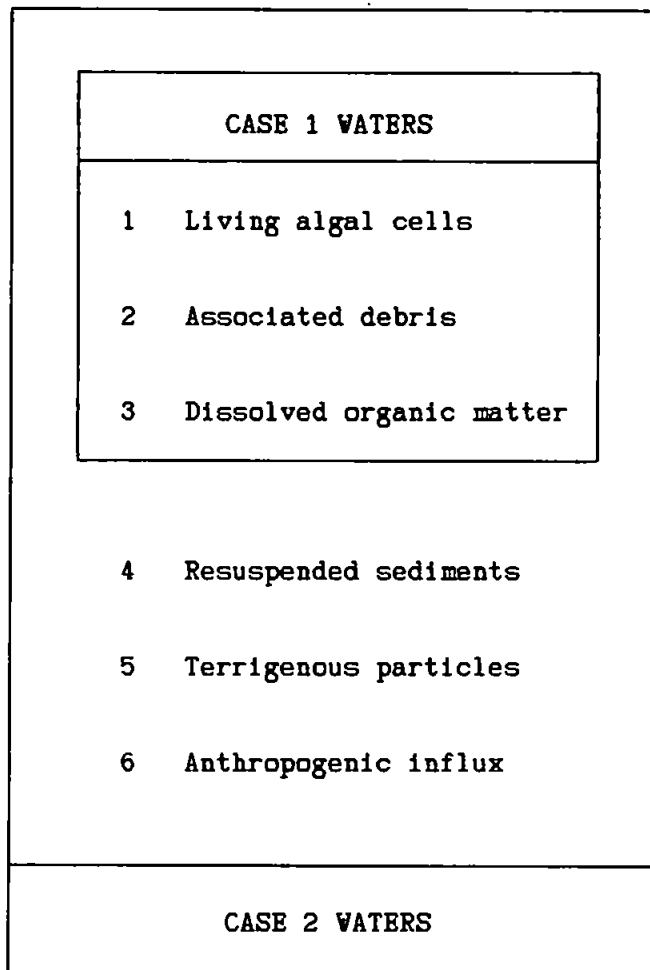 CASE 1 WATERS
1 Living algal cells
2 Associated debris
3 Dissolved organic matter
4 Resuspended sediments
5 Terrigenous particles
6 Anthropogenic influx
CASE 2 WATERS